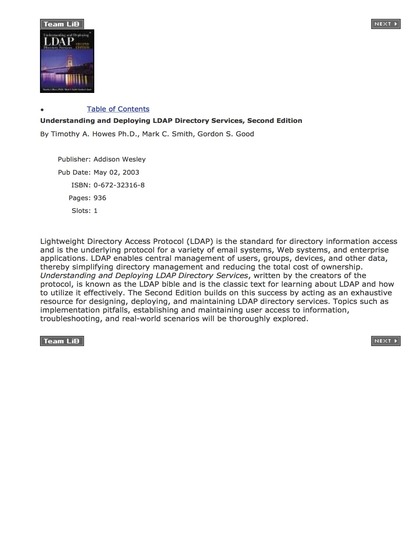 Team LiB
NEXT
Understanding and Deploying
LDAP
SECOND EDITION
Directory Services
• Table of Contents
Understanding and Deploying LDAP Directory Services, Second Edition
By Timothy A. Howes Ph.D., Mark C. Smith, Gordon S. Good
Publisher: Addison Wesley
Pub Date: May 02, 2003
ISBN: 0-672-32316-8
Pages: 936
Slots: 1
Lightweight Directory Access Protocol (LDAP) is the standard for directory information access
and is the underlying protocol for a variety of email systems, Web systems, and enterprise
applications. LDAP enables central management of users, groups, devices, and other data,
thereby simplifying directory management and reducing the total cost of ownership.
Understanding and Deploying LDAP Directory Services, written by the creators of the
protocol, is known as the LDAP bible and is the classic text for learning about LDAP and how
to utilize it effectively. The Second Edition builds on this success by acting as an exhaustive
resource for designing, deploying, and maintaining LDAP directory services. Topics such as
implementation pitfalls, establishing and maintaining user access to information,
troubleshooting, and real-world scenarios will be thoroughly explored.
Team LiB
NEXT